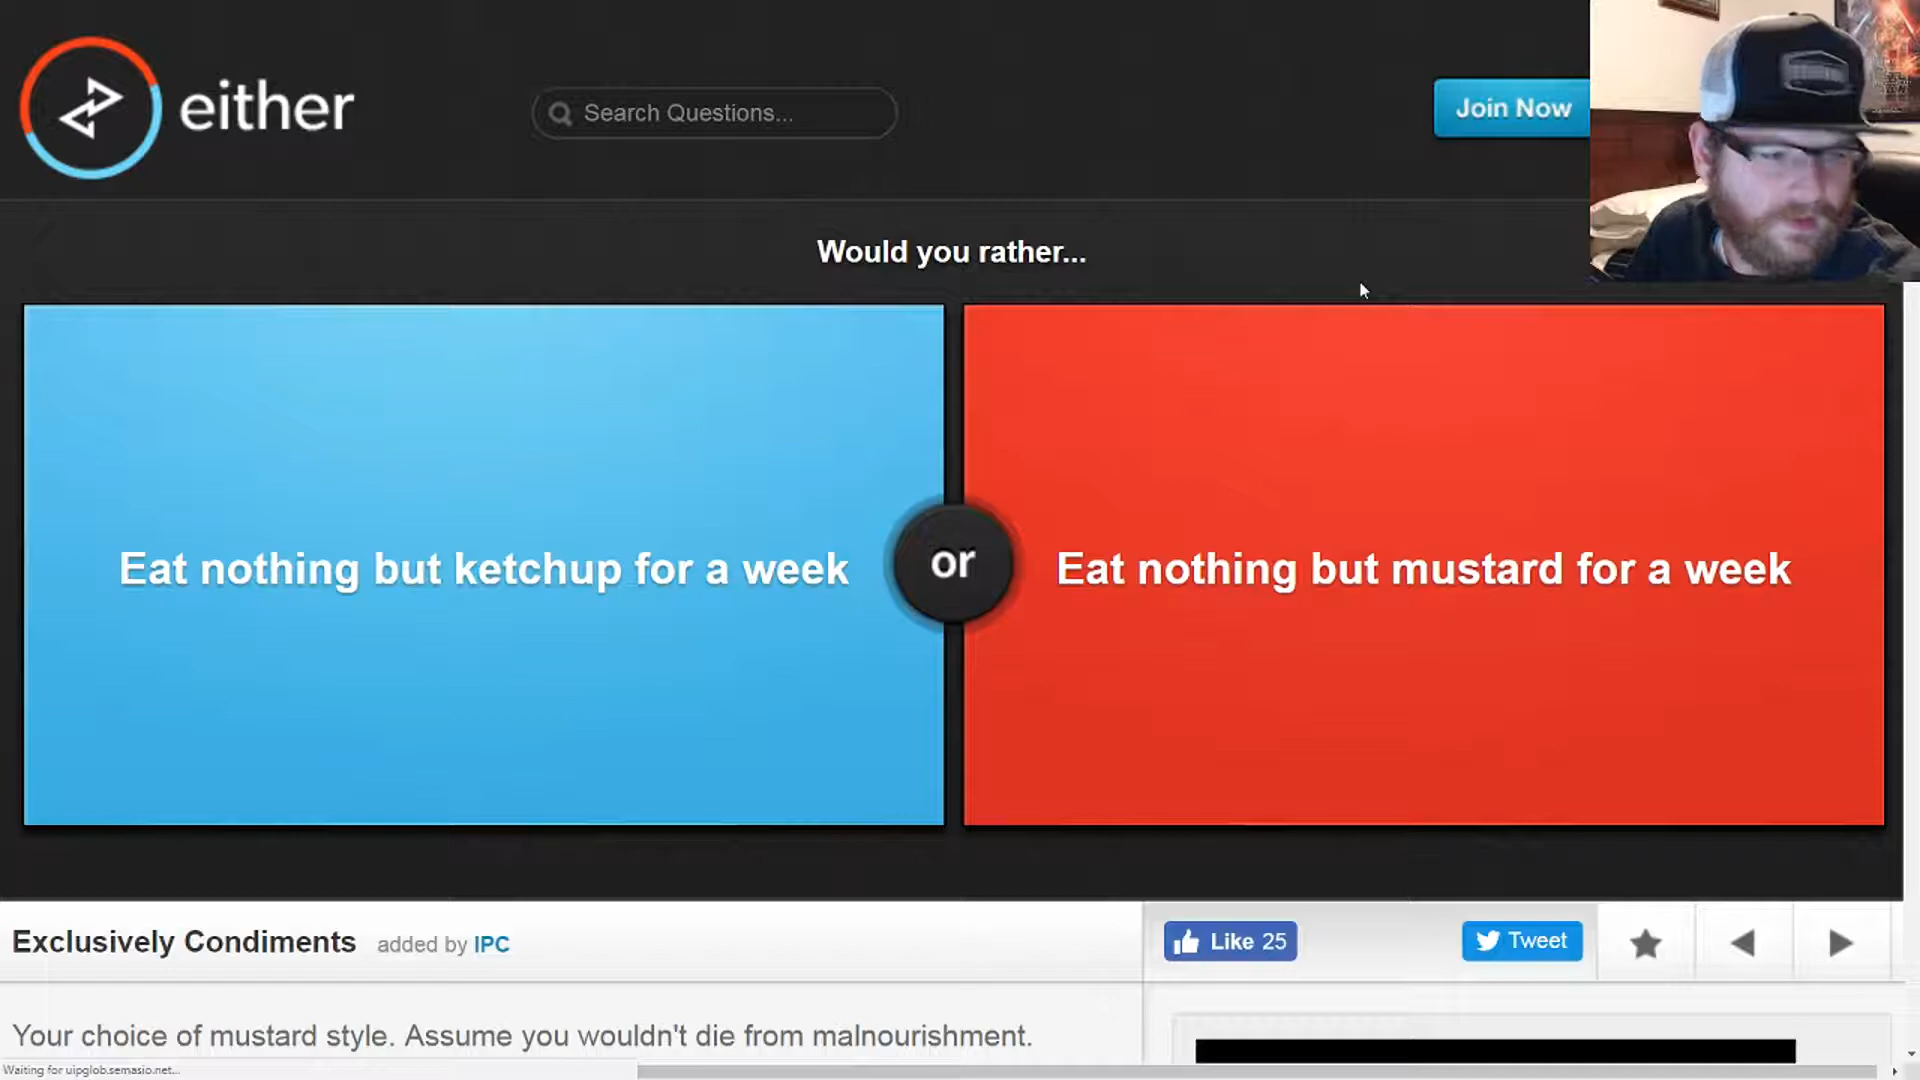 either
Search Questions...
Join Now
Would you rather...
Eat nothing but ketchup for a week
or
Eat nothing but mustard for a week
Exclusively Condiments added by IPC
Like 25
Tweet
Your choice of mustard style. Assume you wouldn't die from malnourishment.
Waiting for uipglob.semasio.net...